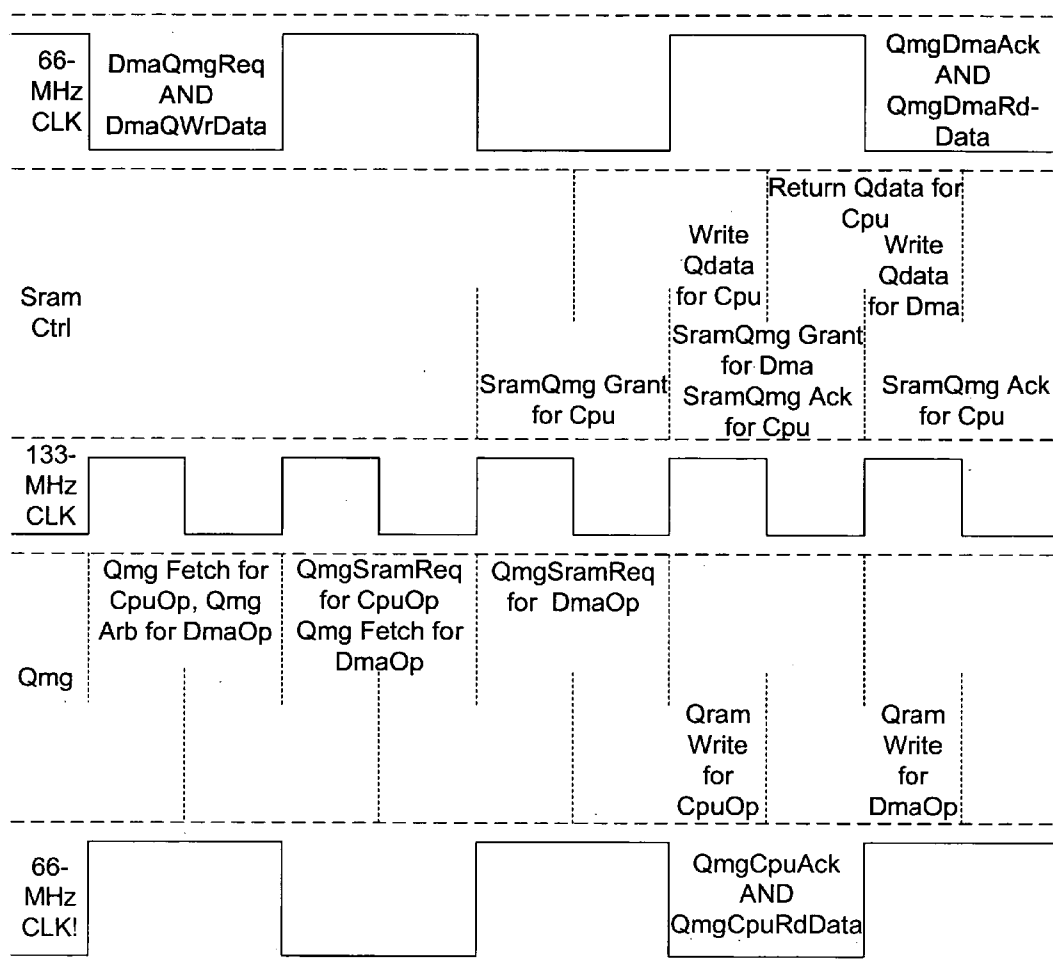 66-
MHz
CLK
DmaQmgReq
AND
DmaQWrData
QmgDmaAck
AND
QmgDmaRd-
Data
Sram
Ctrl
Return Qdata for
Cpu
Write
Qdata
for Cpu
Write
Qdata
for Dma
SramQmg Grant
for Cpu
SramQmg Grant
for Dma
SramQmg Ack
for Cpu
SramQmg Ack
for Cpu
133-
MHz
CLK
Qmg
Qmg Fetch for
CpuOp, Qmg
Arb for DmaOp
QmgSramReq
for CpuOp
Qmg Fetch for
DmaOp
QmgSramReq
for DmaOp
Qram
Write
for
CpuOp
Qram
Write
for
DmaOp
66-
MHz
CLK!
QmgCpuAck
AND
QmgCpuRdData